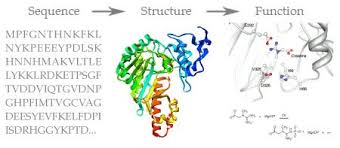 Sequence → Structure → Function
MPFGNTHNKFKL
NYKPEEEYPDLSK
HNNHMAKVLTLE
LYKKLRDKETPSGF
TVDDVIQTGVDNP
GHPFIMTVGCVAG
DEESYEVFKELFDPI
ISDRHGGYKPTD...